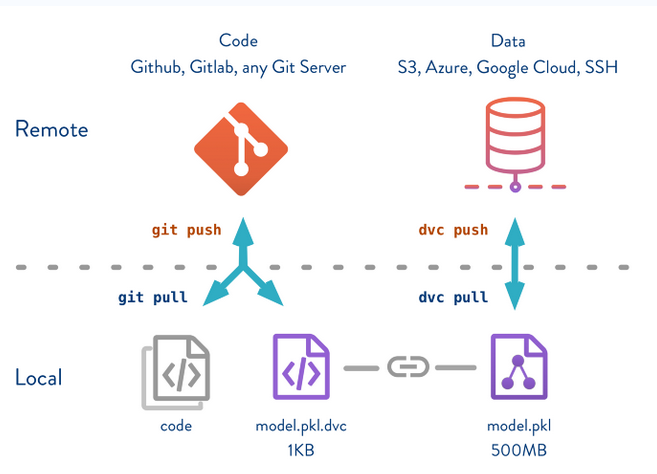 Code
Github, Gitlab, any Git Server
Data
S3, Azure, Google Cloud, SSH
Remote
git push
dvc push
git pull
dvc pull
Local
code
model.pkl.dvc
1KB
model.pkl
500MB